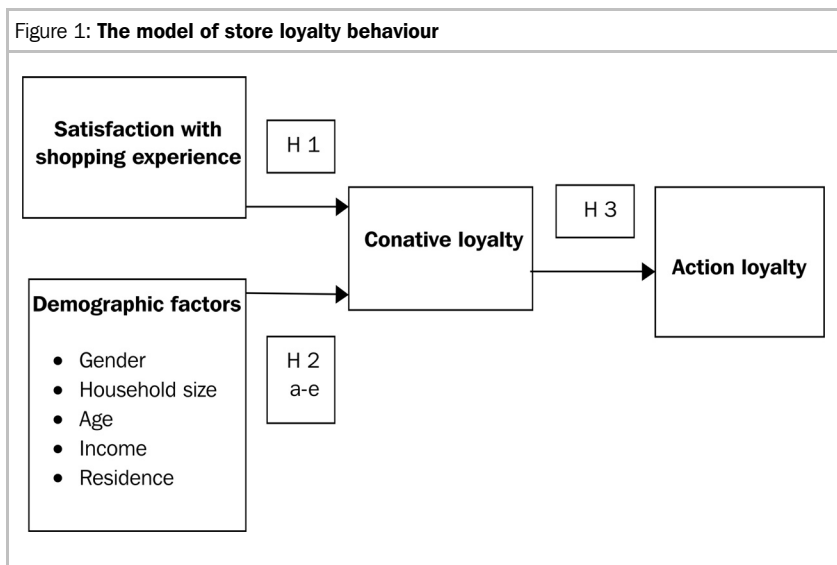 Figure 1: The model of store loyalty behaviour
Satisfaction with
shopping experience
H 1
Conative loyalty
H 3
Action loyalty
Demographic factors
• Gender
• Household size
• Age
• Income
• Residence
H 2
a-e